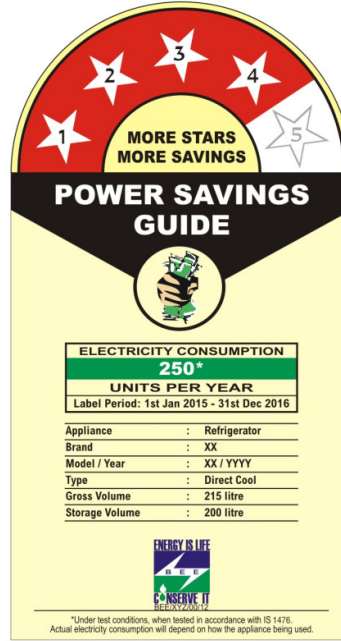 1 2 3 4 5
MORE STARS
MORE SAVINGS
POWER SAVINGS
GUIDE
ELECTRICITY CONSUMPTION
250*
UNITS PER YEAR
Label Period: 1st Jan 2015 - 31st Dec 2016
Appliance : Refrigerator
Brand : XX
Model / Year : XX / YYYY
Type : Direct Cool
Gross Volume : 215 litre
Storage Volume : 200 litre
ENERGY IS LIFE
BEE
CONSERVE IT
BEE/XYZ/00/12
*Under test conditions, when tested in accordance with IS 1476.
Actual electricity consumption will depend on how the appliance being used.